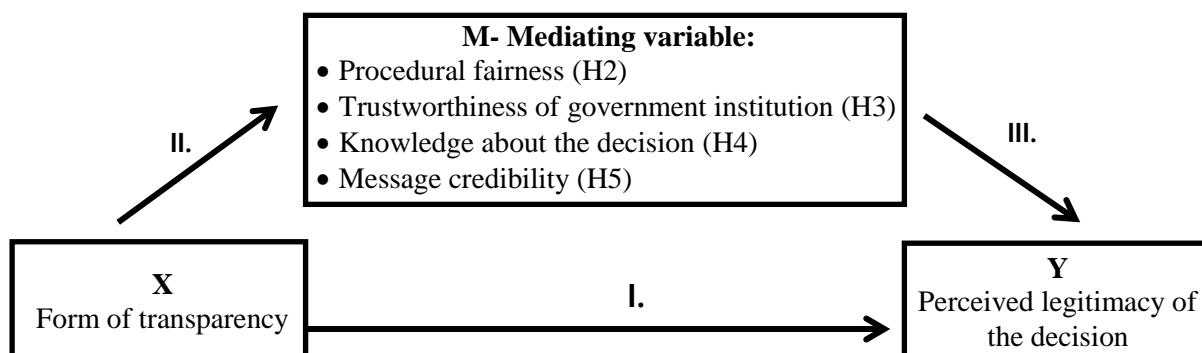 M- Mediating variable:
• Procedural fairness (H2)
• Trustworthiness of government institution (H3)
• Knowledge about the decision (H4)
• Message credibility (H5)
II.
III.
X
Form of transparency
I.
Y
Perceived legitimacy of
the decision